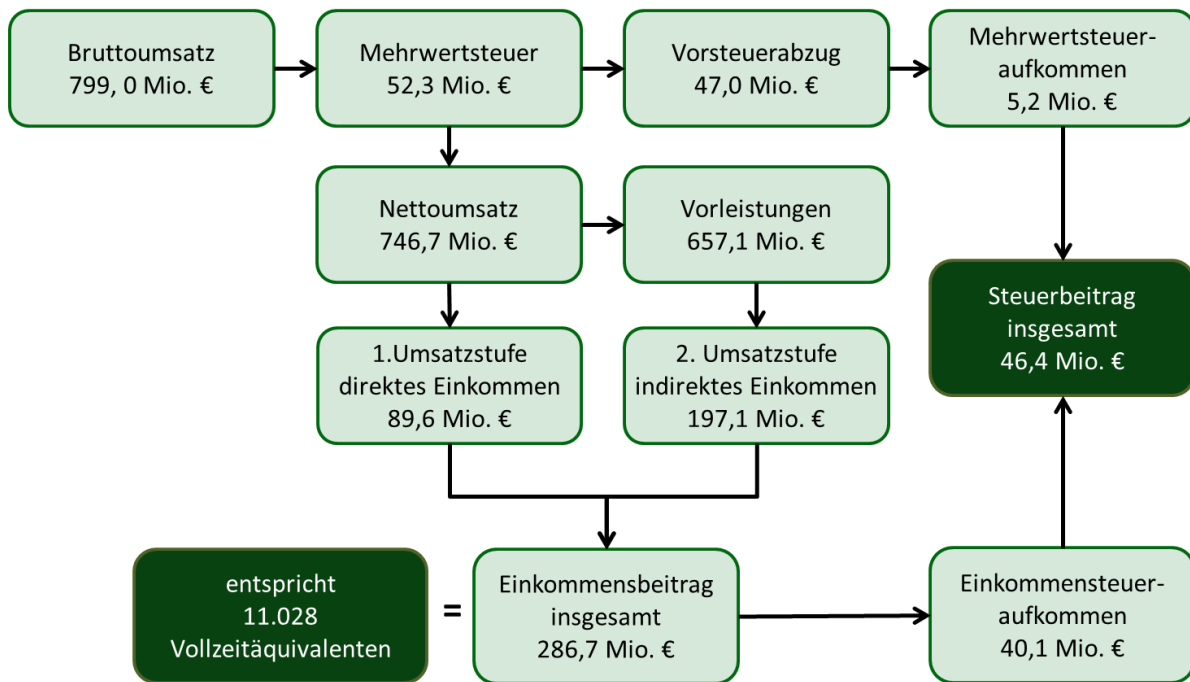 Bruttoumsatz
799, 0 Mio. €
Mehrwertsteuer
52,3 Mio. €
Vorsteuerabzug
47,0 Mio. €
Mehrwertsteuer-
aufkommen
5,2 Mio. €
Nettoumsatz
746,7 Mio. €
Vorleistungen
657,1 Mio. €
Steuerbeitrag
insgesamt
46,4 Mio. €
1.Umsatzstufe
direktes Einkommen
89,6 Mio. €
2. Umsatzstufe
indirektes Einkommen
197,1 Mio. €
entspricht
11.028
Vollzeitäquivalenten
=
Einkommensbeitrag
insgesamt
286,7 Mio. €
Einkommensteuer-
aufkommen
40,1 Mio. €